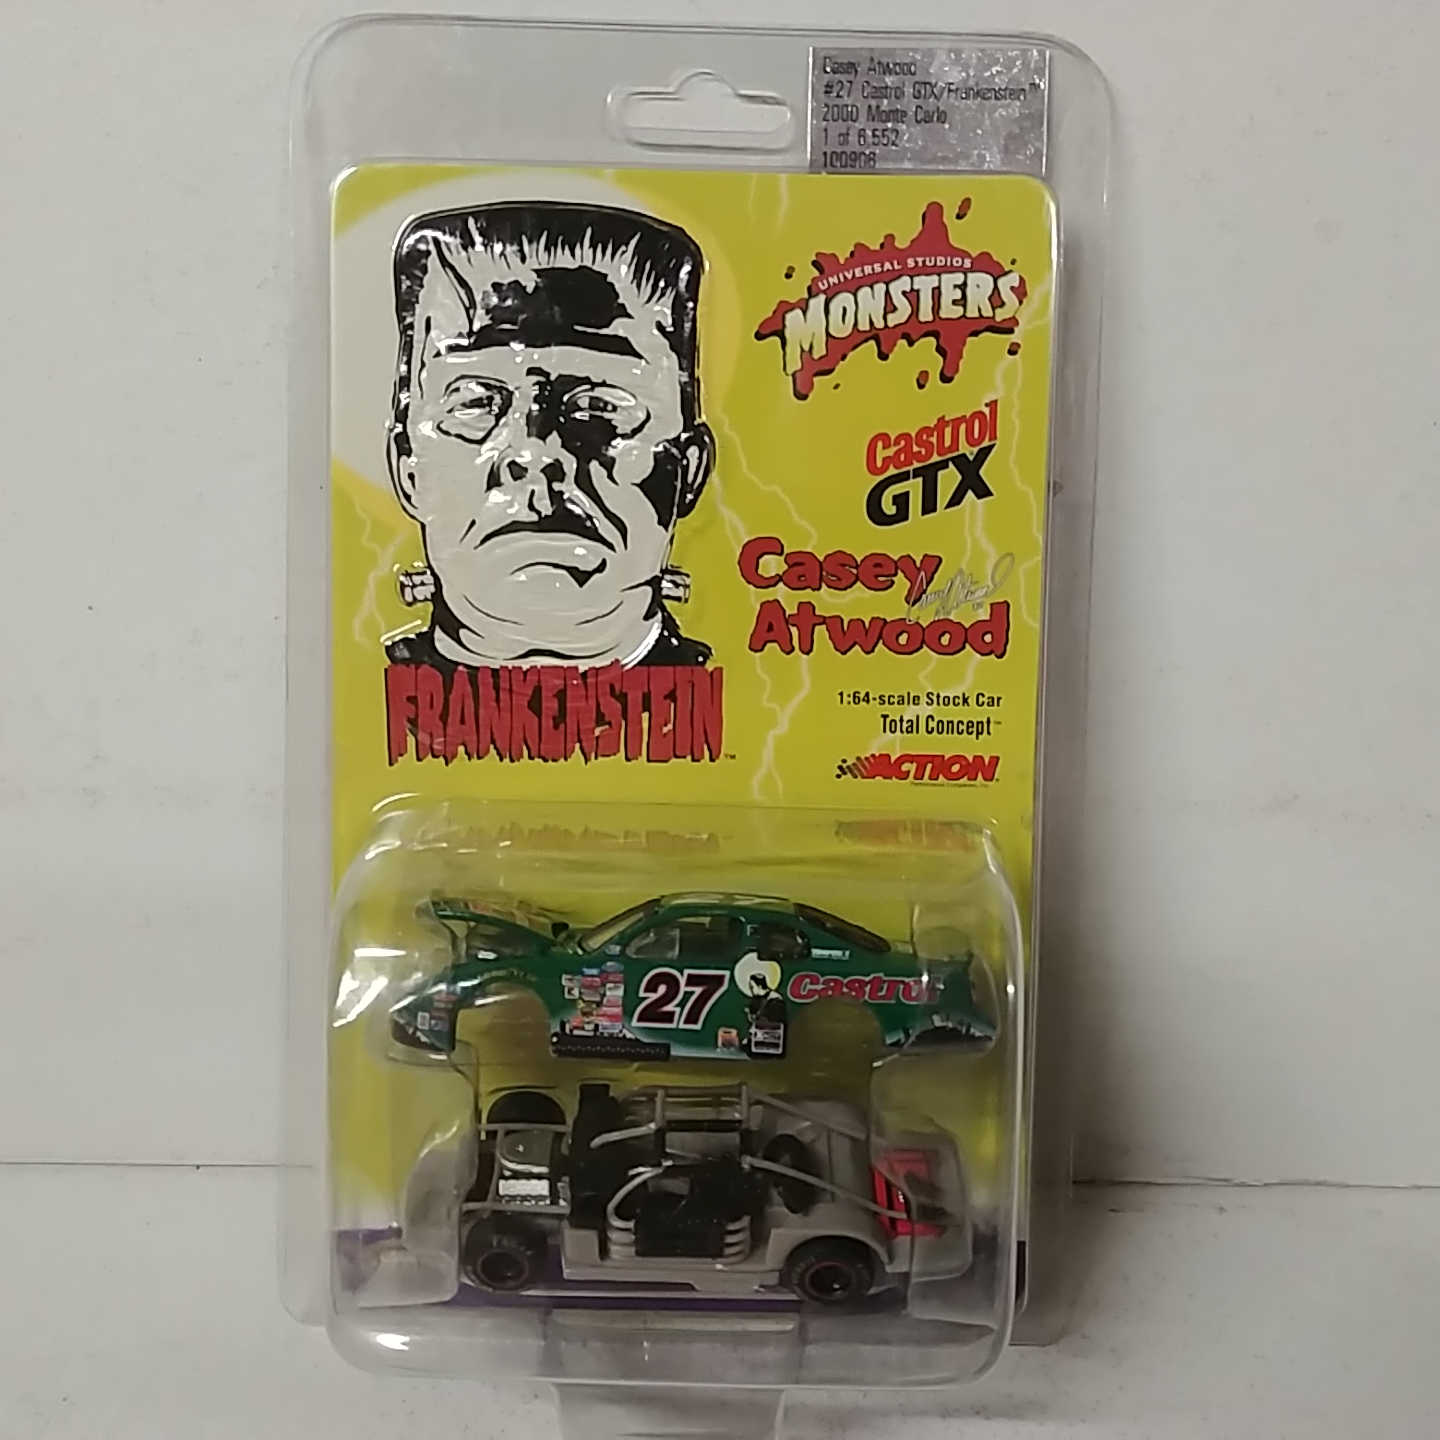 Casey Atwood
#27 Castrol GTX/Frankenstein™
2000 Monte Carlo
1 of 6,552
100906
UNIVERSAL STUDIOS
MONSTERS
Castrol
GTX
Casey
Atwood
FRANKENSTEIN™
1:64-scale Stock Car
Total Concept™
ACTION
27
Castrol